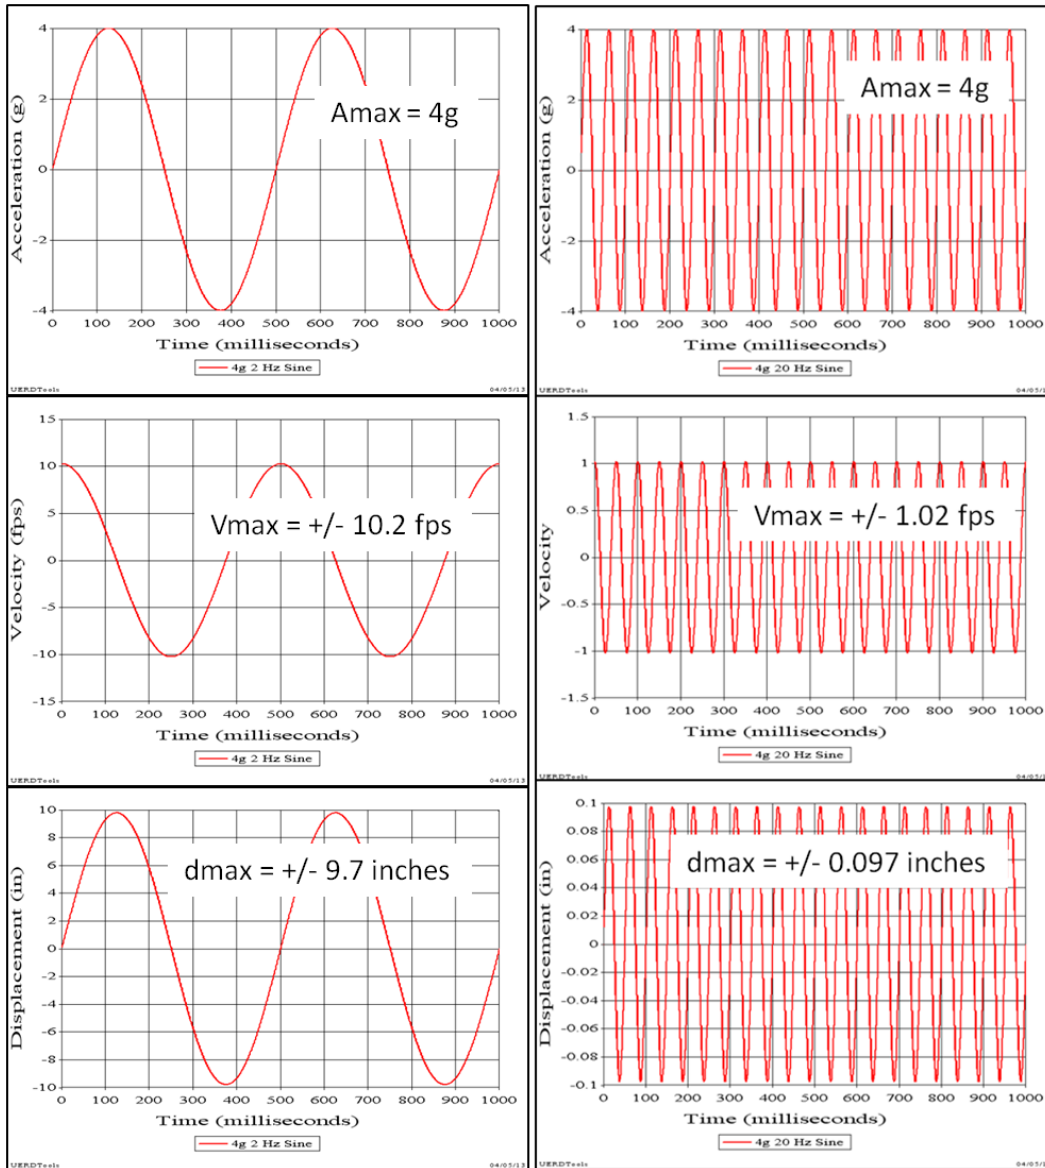 4
2
0
-2
-4
Acceleration (g)
Amax = 4g
0 100 200 300 400 500 600 700 800 900 1000
Time (milliseconds)
4g 2 Hz Sine
UERDTools 04/05/13
4
2
0
-2
-4
Acceleration (g)
Amax = 4g
0 100 200 300 400 500 600 700 800 900 1000
Time (milliseconds)
4g 20 Hz Sine
UERDTools 04/05/1
15
10
5
0
-5
-10
-15
Velocity (fps)
Vmax = +/- 10.2 fps
0 100 200 300 400 500 600 700 800 900 1000
Time (milliseconds)
4g 2 Hz Sine
UERDTools 04/05/13
1.5
1
0.5
0
-0.5
-1
-1.5
Velocity
Vmax = +/- 1.02 fps
0 100 200 300 400 500 600 700 800 900 1000
Time (milliseconds)
4g 20 Hz Sine
UERDTools 04/05/1
10
8
6
4
2
0
-2
-4
-6
-8
-10
Displacement (in)
dmax = +/- 9.7 inches
0 100 200 300 400 500 600 700 800 900 1000
Time (milliseconds)
4g 2 Hz Sine
UERDTools 04/05/13
0.1
0.08
0.06
0.04
0.02
0
-0.02
-0.04
-0.06
-0.08
-0.1
Displacement (in)
dmax = +/- 0.097 inches
0 100 200 300 400 500 600 700 800 900 1000
Time (milliseconds)
4g 20 Hz Sine
UERDTools 04/05/1